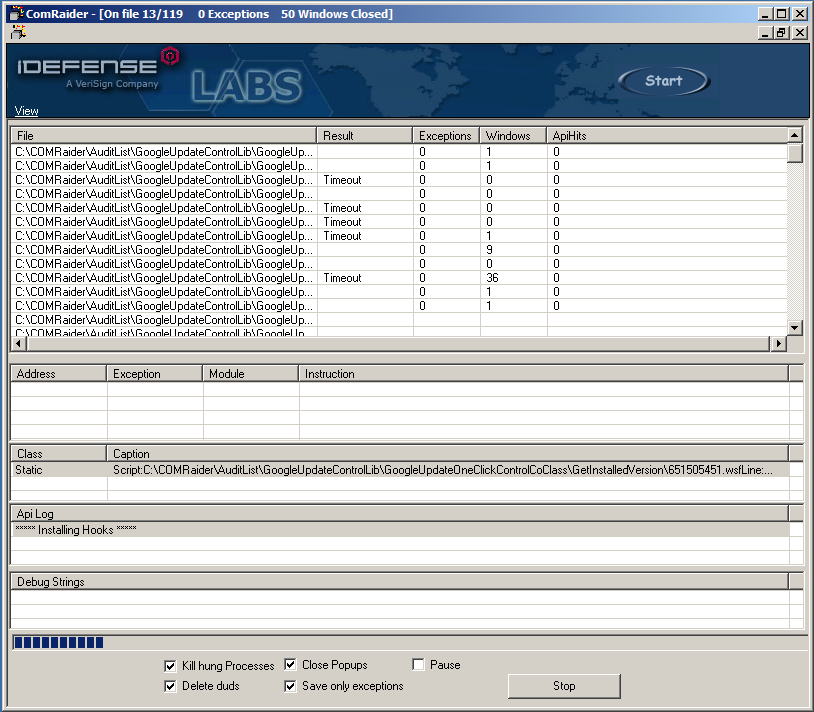 ComRaider - [On file 13/119 0 Exceptions 50 Windows Closed]
IDEFENSE
A VeriSign Company
LABS
Start
View
File Result Exceptions Windows ApiHits
C:\COMRaider\AuditList\GoogleUpdateControlLib\GoogleUp... 0 1 0
C:\COMRaider\AuditList\GoogleUpdateControlLib\GoogleUp... 0 1 0
C:\COMRaider\AuditList\GoogleUpdateControlLib\GoogleUp... Timeout 0 0 0
C:\COMRaider\AuditList\GoogleUpdateControlLib\GoogleUp... 0 0 0
C:\COMRaider\AuditList\GoogleUpdateControlLib\GoogleUp... Timeout 0 0 0
C:\COMRaider\AuditList\GoogleUpdateControlLib\GoogleUp... Timeout 0 0 0
C:\COMRaider\AuditList\GoogleUpdateControlLib\GoogleUp... Timeout 0 1 0
C:\COMRaider\AuditList\GoogleUpdateControlLib\GoogleUp... 0 9 0
C:\COMRaider\AuditList\GoogleUpdateControlLib\GoogleUp... 0 0 0
C:\COMRaider\AuditList\GoogleUpdateControlLib\GoogleUp... Timeout 0 36 0
C:\COMRaider\AuditList\GoogleUpdateControlLib\GoogleUp... 0 1 0
C:\COMRaider\AuditList\GoogleUpdateControlLib\GoogleUp... 0 1 0
C:\COMRaider\AuditList\GoogleUpdateControlLib\GoogleUp...
C:\COMRaider\AuditList\GoogleUpdateControlLib\GoogleUp...
Address Exception Module Instruction
Class Caption
Static Script:C:\COMRaider\AuditList\GoogleUpdateControlLib\GoogleUpdateOneClickControlCoClass\GetInstalledVersion\651505451.wsfLine:...
Api Log
***** Installing Hooks *****
Debug Strings
Kill hung Processes Close Popups Pause
Delete duds Save only exceptions Stop